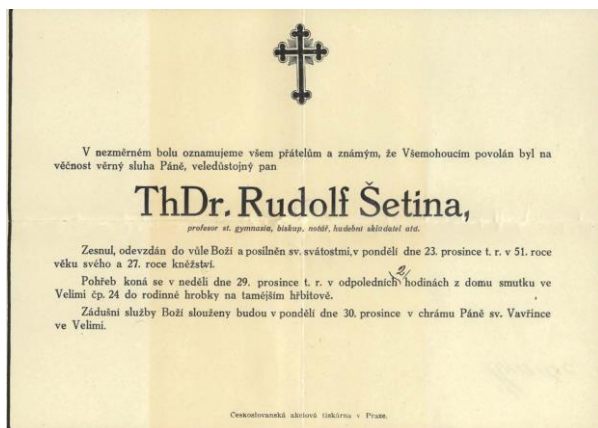 V nezměrném bolu oznamujeme všem přátelům a známým, že Všemohoucím povolán byl na
věčnost věrný sluha Páně, veledůstojný pan
ThDr. Rudolf Šetina,
profesor st. gymnasia, biskup. notář, hudební skladatel atd.
Zesnul, odevzdán do vůle Boží a posilněn sv. svátostmi, v pondělí dne 23. prosince t. r. v 51. roce
věku svého a 27. roce kněžství.
Pohřeb koná se v neděli dne 29. prosince t. r. v odpoledních 2 hodinách z domu smutku ve
Velimi čp. 24 do rodinné hrobky na tamějším hřbitově.
Zádušní služby Boží slouženy budou v pondělí dne 30. prosince v chrámu Páně sv. Vavřince
ve Velimi.
Českoslovanská akciová tiskárna v Praze.